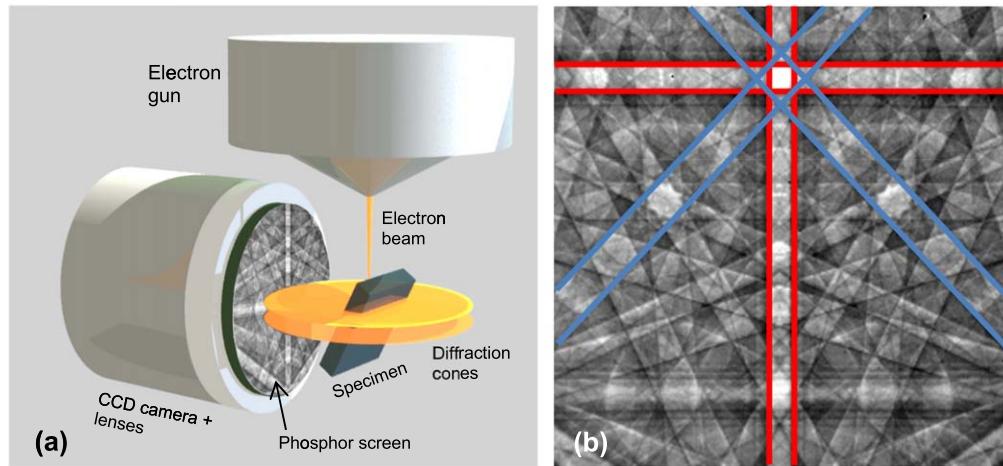 Electron
gun
Electron
beam
Diffraction
cones
Specimen
CCD camera +
lenses
Phosphor screen
(a)
(b)